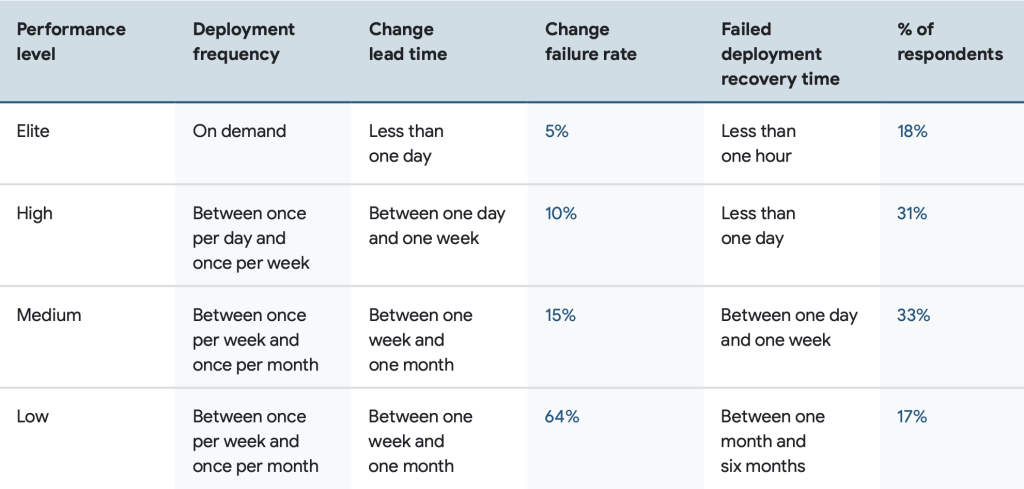 Performance level
Deployment frequency
Change lead time
Change failure rate
Failed deployment recovery time
% of respondents
Elite
On demand
Less than one day
5%
Less than one hour
18%
High
Between once per day and once per week
Between one day and one week
10%
Less than one day
31%
Medium
Between once per week and once per month
Between one week and one month
15%
Between one day and one week
33%
Low
Between once per week and once per month
Between one week and one month
64%
Between one month and six months
17%